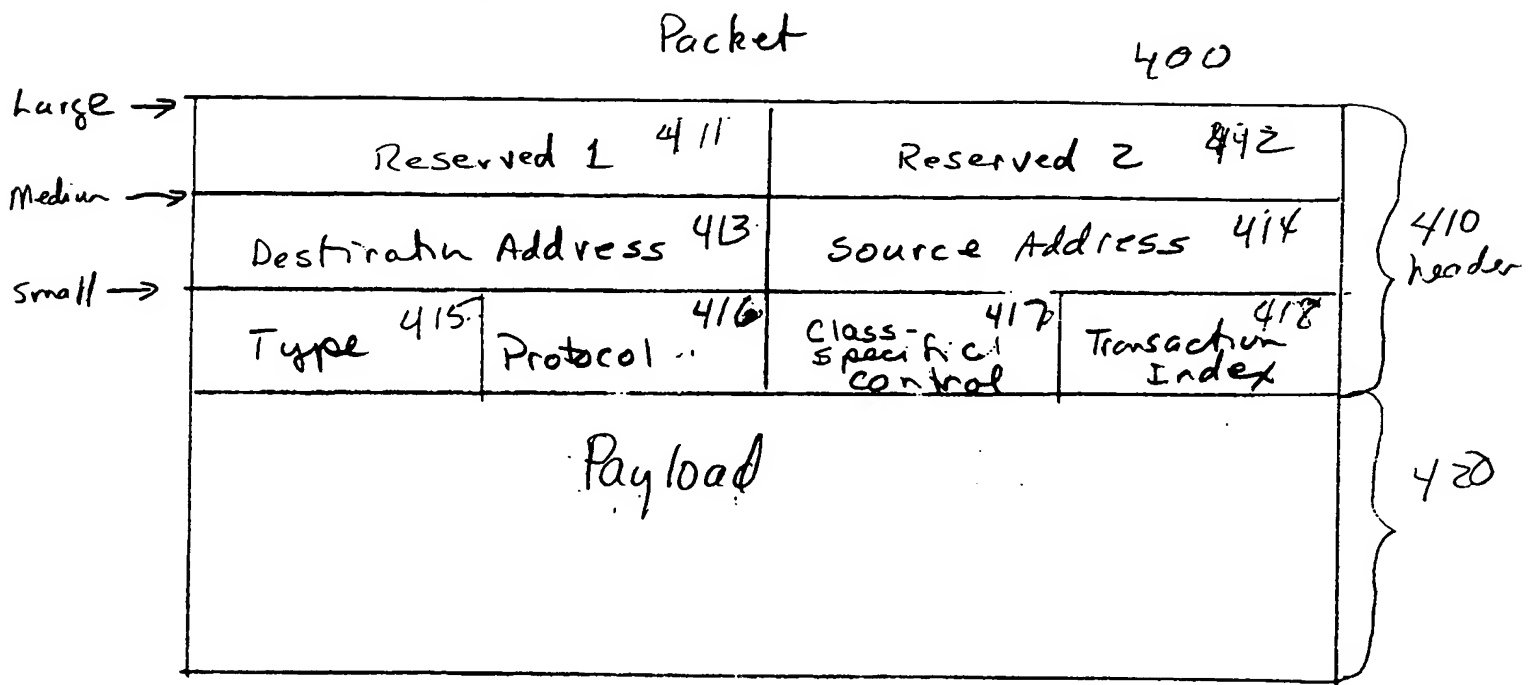 Packet
400
Large →
Reserved 1 411
Reserved 2 412
Medium →
Destination Address 413
Source Address 414
410
header
Small →
Type 415
Protocol 416
Class-
specific
control 417
Transaction
Index 418
Payload
420